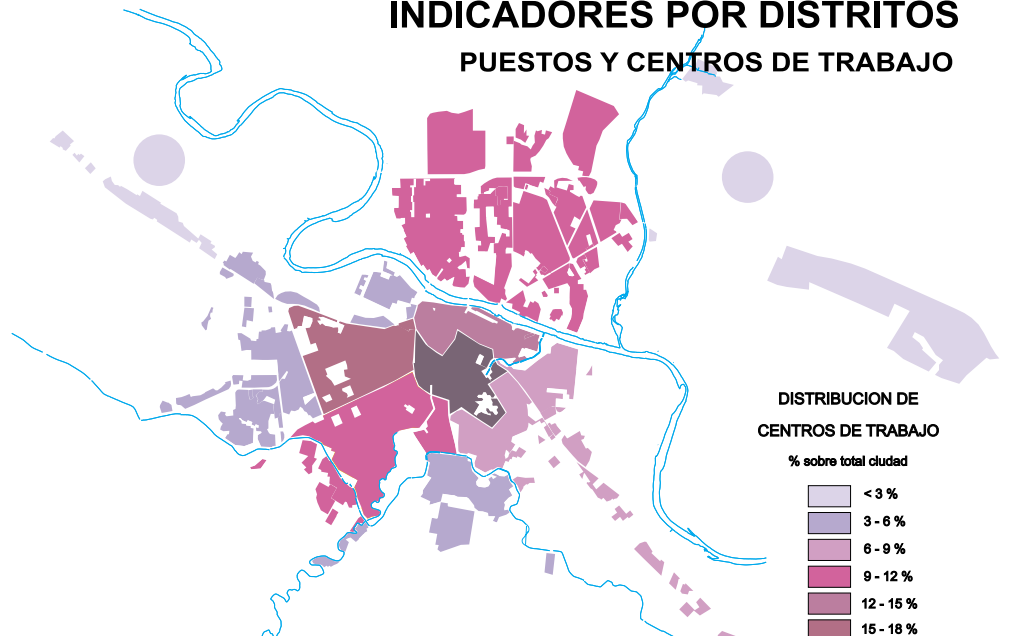 INDICADORES POR DISTRITOS
PUESTOS Y CENTROS DE TRABAJO
DISTRIBUCION DE
CENTROS DE TRABAJO
% sobre total ciudad
< 3 %
3 - 6 %
6 - 9 %
9 - 12 %
12 - 15 %
15 - 18 %